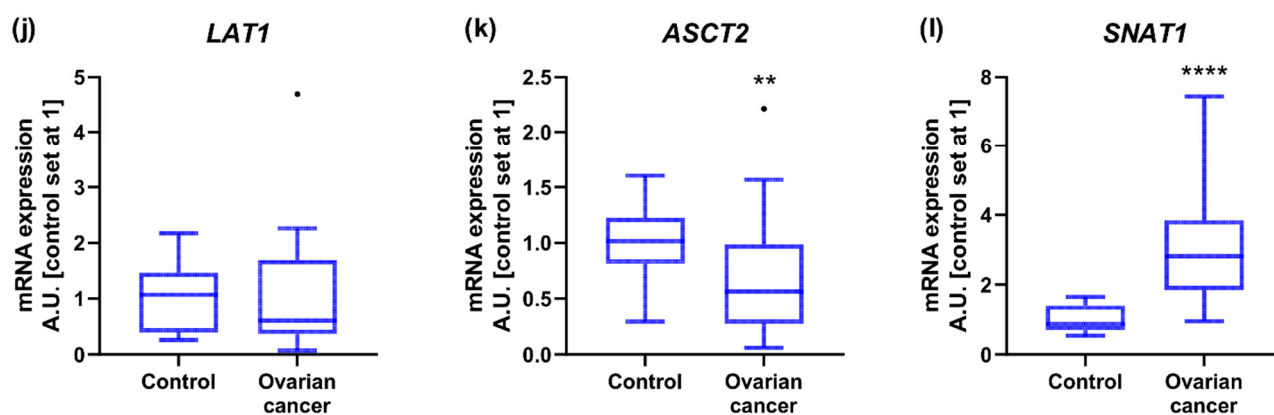 (j)
LAT1
mRNA expression
A.U. [control set at 1]
5
4
3
2
1
0
Control
Ovarian
cancer
(k)
ASCT2
mRNA expression
A.U. [control set at 1]
2.5
2.0
1.5
1.0
0.5
0.0
**
Control
Ovarian
cancer
(l)
SNAT1
mRNA expression
A.U. [control set at 1]
8
6
4
2
0
****
Control
Ovarian
cancer